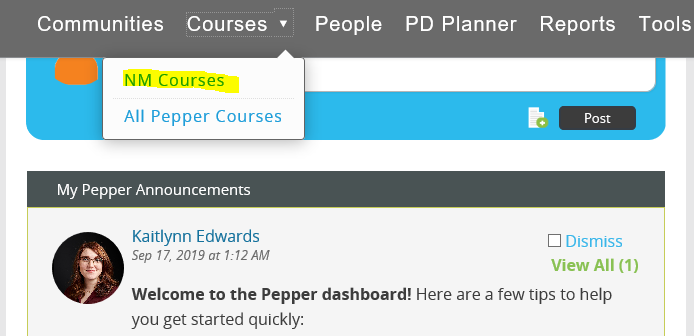 Communities Courses ▼ People PD Planner Reports Tools
NM Courses
All Pepper Courses
Post
My Pepper Announcements
Kaitlynn Edwards
Sep 17, 2019 at 1:12 AM
Dismiss
View All (1)
Welcome to the Pepper dashboard! Here are a few tips to help
you get started quickly: